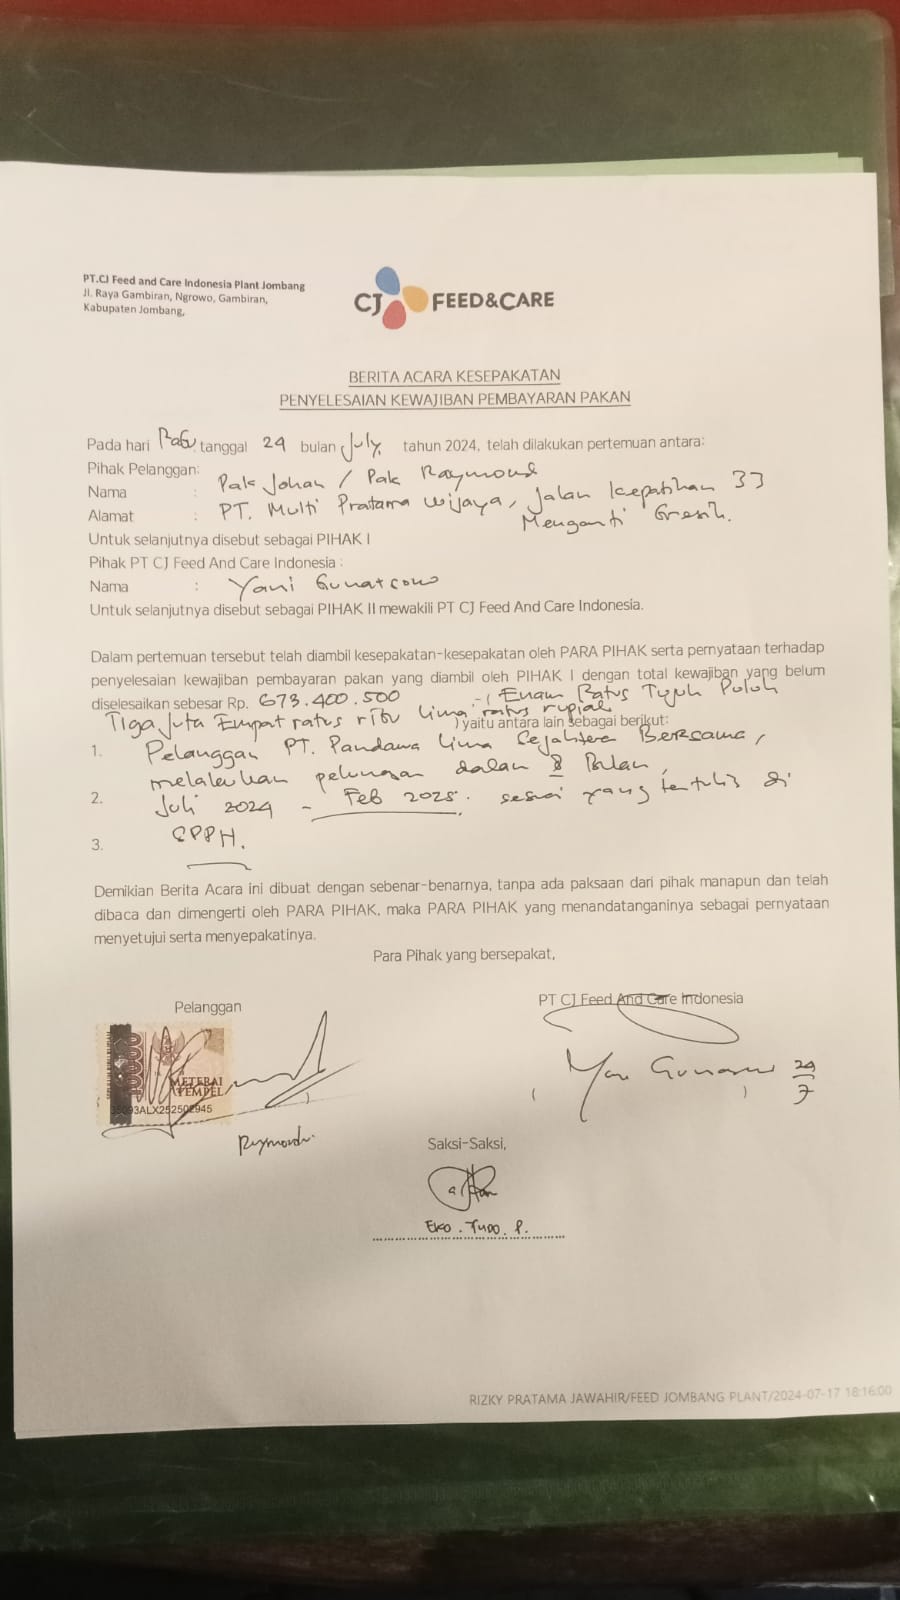 PT.CJ Feed and Care Indonesia Plant Jombang
Jl. Raya Gambiran, Ngrowo, Gambiran,
Kabupaten Jombang,
CJ FEED&CARE
BERITA ACARA KESEPAKATAN
PENYELESAIAN KEWAJIBAN PEMBAYARAN PAKAN
Pada hari Rabu tanggal 24 bulan July, tahun 2024, telah dilakukan pertemuan antara:
Pihak Pelanggan:
Nama : Pak Johan / Pak Raymond
Alamat : PT. Multi Pratama Wijaya, Jalan Kepatihan 33
Menganti Gresik.
Untuk selanjutnya disebut sebagai PIHAK I
Pihak PT CJ Feed And Care Indonesia :
Nama : Yani
Untuk selanjutnya disebut sebagai PIHAK II mewakili PT CJ Feed And Care Indonesia.
Dalam pertemuan tersebut telah diambil kesepakatan-kesepakatan oleh PARA PIHAK serta pernyataan terhadap
penyelesaian kewajiban pembayaran pakan yang diambil oleh PIHAK I dengan total kewajiban yang belum
diselesaikan sebesar Rp. 673.400.500 ,-( Enam Ratus Tujuh Puluh
Tiga Juta Empat ratus ribu lima ratus rupiah ) yaitu antara lain sebagai berikut:
1. Pelanggan PT. Pandawa Lima Sejahtera Bersama,
melakukan pelunasan dalam 8 Bulan,
2. Juli 2024 - Feb 2025. sesuai yang tertulis di
3. SPPH.
Demikian Berita Acara ini dibuat dengan sebenar-benarnya, tanpa ada paksaan dari pihak manapun dan telah
dibaca dan dimengerti oleh PARA PIHAK, maka PARA PIHAK yang menandatanganinya sebagai pernyataan
menyetujui serta menyepakatinya.
Para Pihak yang bersepakat,
Pelanggan
PT CJ Feed And Care Indonesia
10000
METERAI
TEMPEL
ALX252502945
24/7
Raymond.
Saksi-Saksi,
Eko. Yudo. P.
RIZKY PRATAMA JAWAHIR/FEED JOMBANG PLANT/2024-07-17 18:16:00